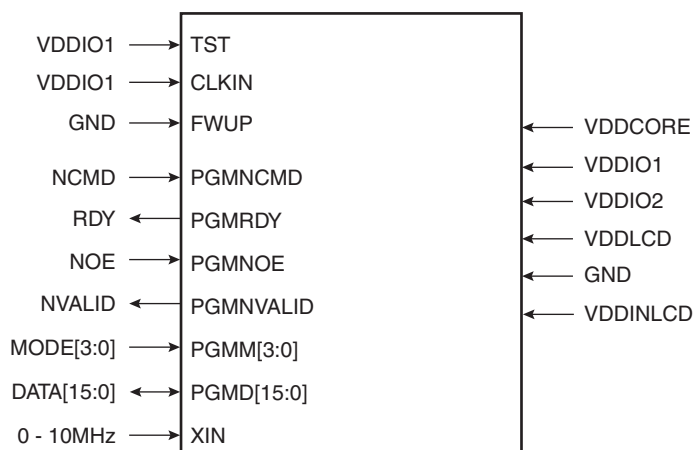 VDDIO1 TST
VDDIO1 CLKIN
GND FWUP
VDDCORE
VDDIO1
NCMD PGMNCMD
VDDIO2
RDY PGMRDY
VDDLCD
NOE PGMNOE
GND
NVALID PGMNVALID
VDDINLCD
MODE[3:0] PGMM[3:0]
DATA[15:0] PGMD[15:0]
0 - 10MHz XIN